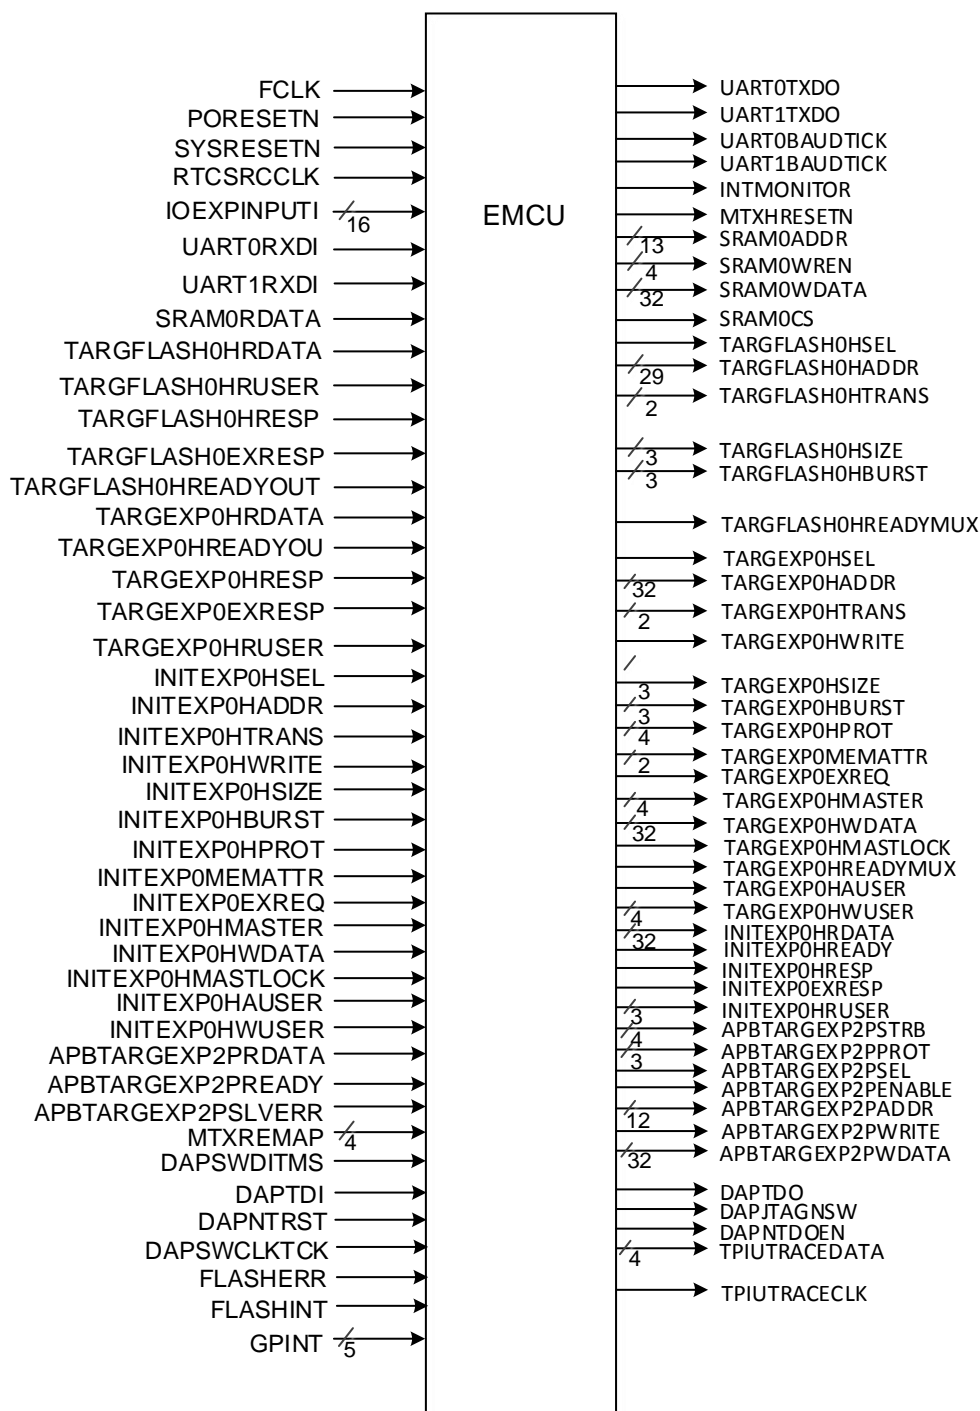 FCLK
PORESETN
SYSRESETN
RTCSRCCLK
IOEXPINPUTI
16
UART0RXDI
UART1RXDI
SRAM0RDATA
TARGFLASH0HRDATA
TARGFLASH0HRUSER
TARGFLASH0HRESP
TARGFLASH0EXRESP
TARGFLASH0HREADYOUT
TARGEXP0HRDATA
TARGEXP0HREADYOU
TARGEXP0HRESP
TARGEXP0EXRESP
TARGEXP0HRUSER
INITEXP0HSEL
INITEXP0HADDR
INITEXP0HTRANS
INITEXP0HWRITE
INITEXP0HSIZE
INITEXP0HBURST
INITEXP0HPROT
INITEXP0MEMATTR
INITEXP0EXREQ
INITEXP0HMASTER
INITEXP0HWDATA
INITEXP0HMASTLOCK
INITEXP0HAUSER
INITEXP0HWUSER
APBTARGEXP2PRDATA
APBTARGEXP2PREADY
APBTARGEXP2PSLVERR
MTXREMAP
4
DAPSWDITMS
DAPTDI
DAPNTRST
DAPSWCLKTCK
FLASHERR
FLASHINT
GPINT
5
EMCU
UART0TXDO
UART1TXDO
UART0BAUDTICK
UART1BAUDTICK
INTMONITOR
MTXHRESETN
SRAM0ADDR
13
SRAM0WREN
4
SRAM0WDATA
32
SRAM0CS
TARGFLASH0HSEL
TARGFLASH0HADDR
29
TARGFLASH0HTRANS
2
TARGFLASH0HSIZE
3
TARGFLASH0HBURST
3
TARGFLASH0HREADYMUX
TARGEXP0HSEL
TARGEXP0HADDR
32
TARGEXP0HTRANS
2
TARGEXP0HWRITE
TARGEXP0HSIZE
3
TARGEXP0HBURST
3
TARGEXP0HPROT
4
TARGEXP0MEMATTR
2
TARGEXP0EXREQ
TARGEXP0HMASTER
4
TARGEXP0HWDATA
32
TARGEXP0HMASTLOCK
TARGEXP0HREADYMUX
TARGEXP0HAUSER
TARGEXP0HWUSER
4
INITEXP0HRDATA
32
INITEXP0HREADY
INITEXP0HRESP
INITEXP0EXRESP
INITEXP0HRUSER
3
APBTARGEXP2PSTRB
4
APBTARGEXP2PPROT
3
APBTARGEXP2PSEL
APBTARGEXP2PENABLE
APBTARGEXP2PADDR
12
APBTARGEXP2PWRITE
APBTARGEXP2PWDATA
32
DAPTDO
DAPJTAGNSW
DAPNTDOEN
TPIUTRACEDATA
4
TPIUTRACECLK